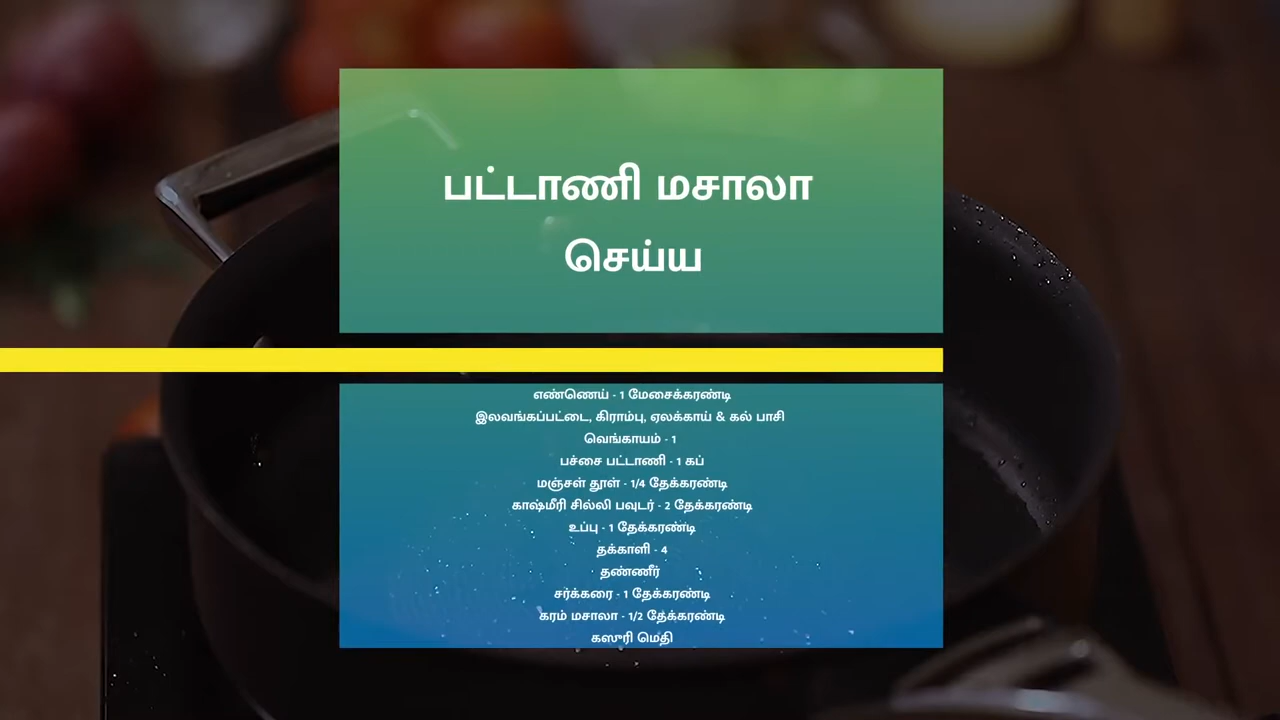 பட்டாணி மசாலா
செய்ய
எண்ணெய் - 1 மேசைக்கரண்டி
இலவங்கப்பட்டை, கிராம்பு, ஏலக்காய் & கல் பாசி
வெங்காயம் - 1
பச்சை பட்டாணி - 1 கப்
மஞ்சள் தூள் - 1/4 தேக்கரண்டி
காஷ்மீரி சில்லி பவுடர் - 2 தேக்கரண்டி
உப்பு - 1 தேக்கரண்டி
தக்காளி - 4
தண்ணீர்
சர்க்கரை - 1 தேக்கரண்டி
கரம் மசாலா - 1/2 தேக்கரண்டி
கஸுரி மெதி